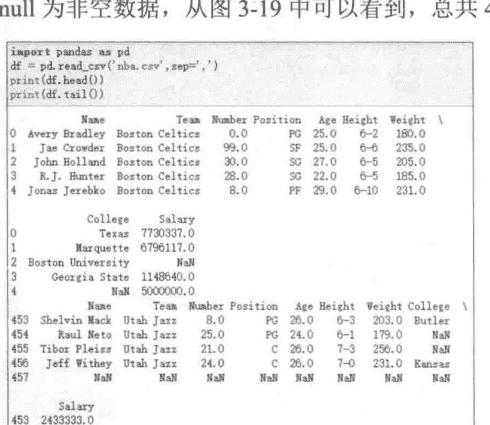 null 为非空数据，从图 3-19 中可以看到，总共 4
import pandas as pd
df = pd.read_csv('nba.csv',sep=',')
print(df.head())
print(df.tail())
Name Team Number Position Age Height Weight \
0 Avery Bradley Boston Celtics 0.0 PG 25.0 6-2 180.0
1 Jae Crowder Boston Celtics 99.0 SF 25.0 6-6 235.0
2 John Holland Boston Celtics 30.0 SG 27.0 6-5 205.0
3 R.J. Hunter Boston Celtics 28.0 SG 22.0 6-5 185.0
4 Jonas Jerebko Boston Celtics 8.0 PF 29.0 6-10 231.0
College Salary
0 Texas 7730337.0
1 Marquette 6796117.0
2 Boston University NaN
3 Georgia State 1148640.0
4 NaN 5000000.0
Name Team Number Position Age Height Weight College \
453 Shelvin Mack Utah Jazz 8.0 PG 26.0 6-3 203.0 Butler
454 Raul Neto Utah Jazz 25.0 PG 24.0 6-1 179.0 NaN
455 Tibor Pleiss Utah Jazz 21.0 C 26.0 7-3 256.0 NaN
456 Jeff Withey Utah Jazz 24.0 C 26.0 7-0 231.0 Kansas
457 NaN NaN NaN NaN NaN NaN NaN NaN
Salary
453 2433333.0